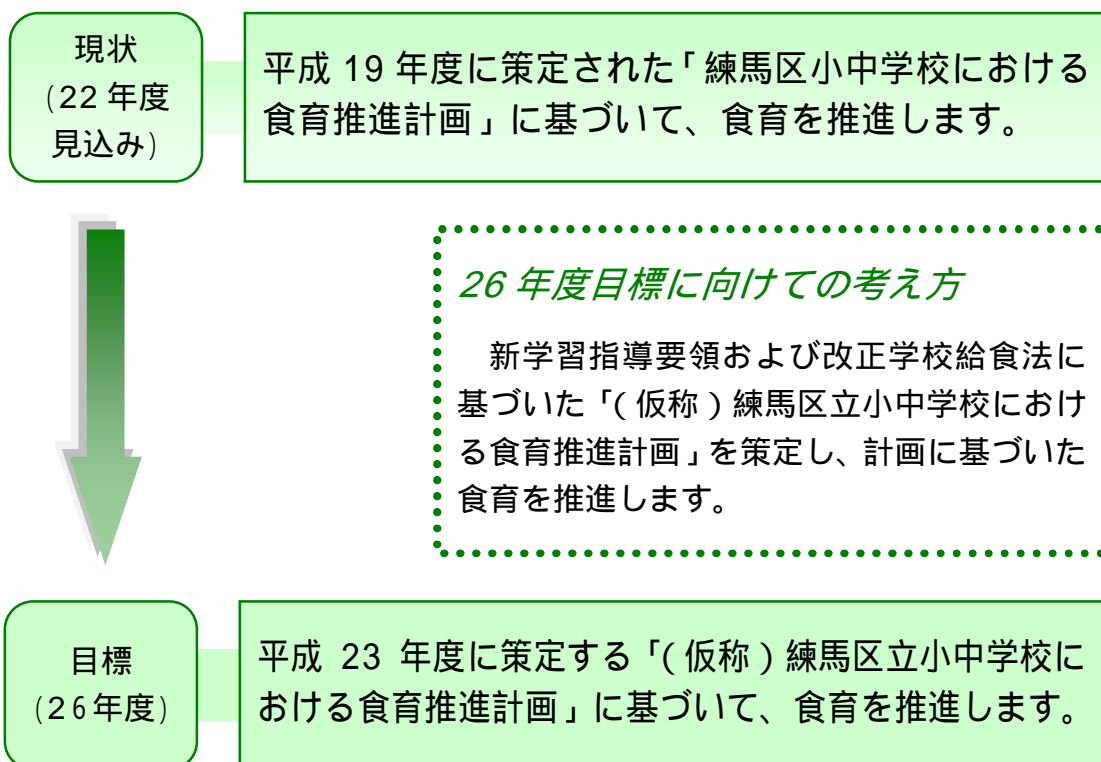 現状
(22年度
見込み)
平成 19 年度に策定された「練馬区小中学校における
食育推進計画」に基づいて、食育を推進します。
26 年度目標に向けての考え方
新学習指導要領および改正学校給食法に
基づいた「(仮称)練馬区立小中学校におけ
る食育推進計画」を策定し、計画に基づいた
食育を推進します。
目標
(26年度)
平成 23 年度に策定する「(仮称)練馬区立小中学校に
おける食育推進計画」に基づいて、食育を推進します。